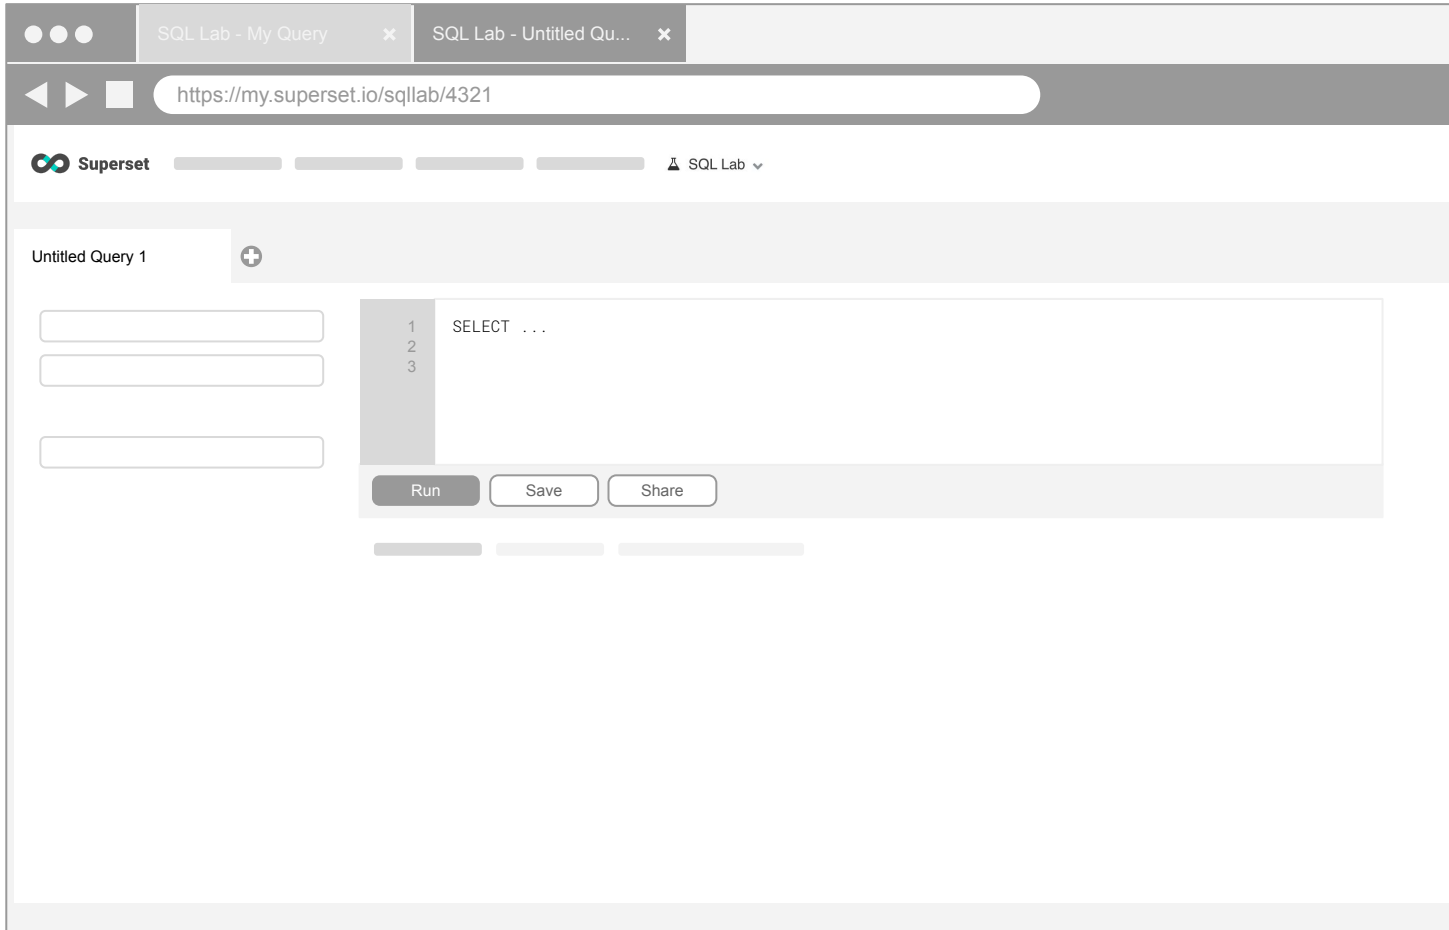 SQL Lab - My Query
SQL Lab - Untitled Qu...
https://my.superset.io/sqllab/4321
Superset
SQL Lab
Untitled Query 1
1 SELECT ...
2
3
Run Save Share